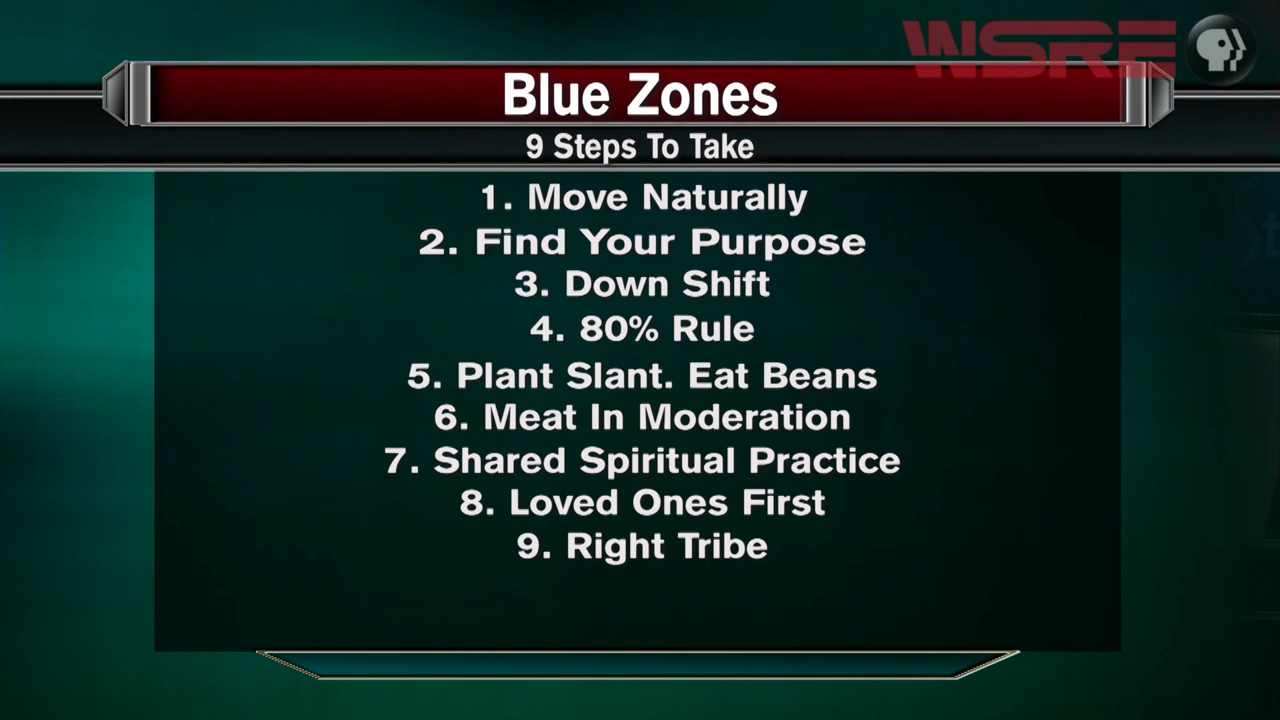 WSRE
Blue Zones
9 Steps To Take
1. Move Naturally
2. Find Your Purpose
3. Down Shift
4. 80% Rule
5. Plant Slant. Eat Beans
6. Meat In Moderation
7. Shared Spiritual Practice
8. Loved Ones First
9. Right Tribe